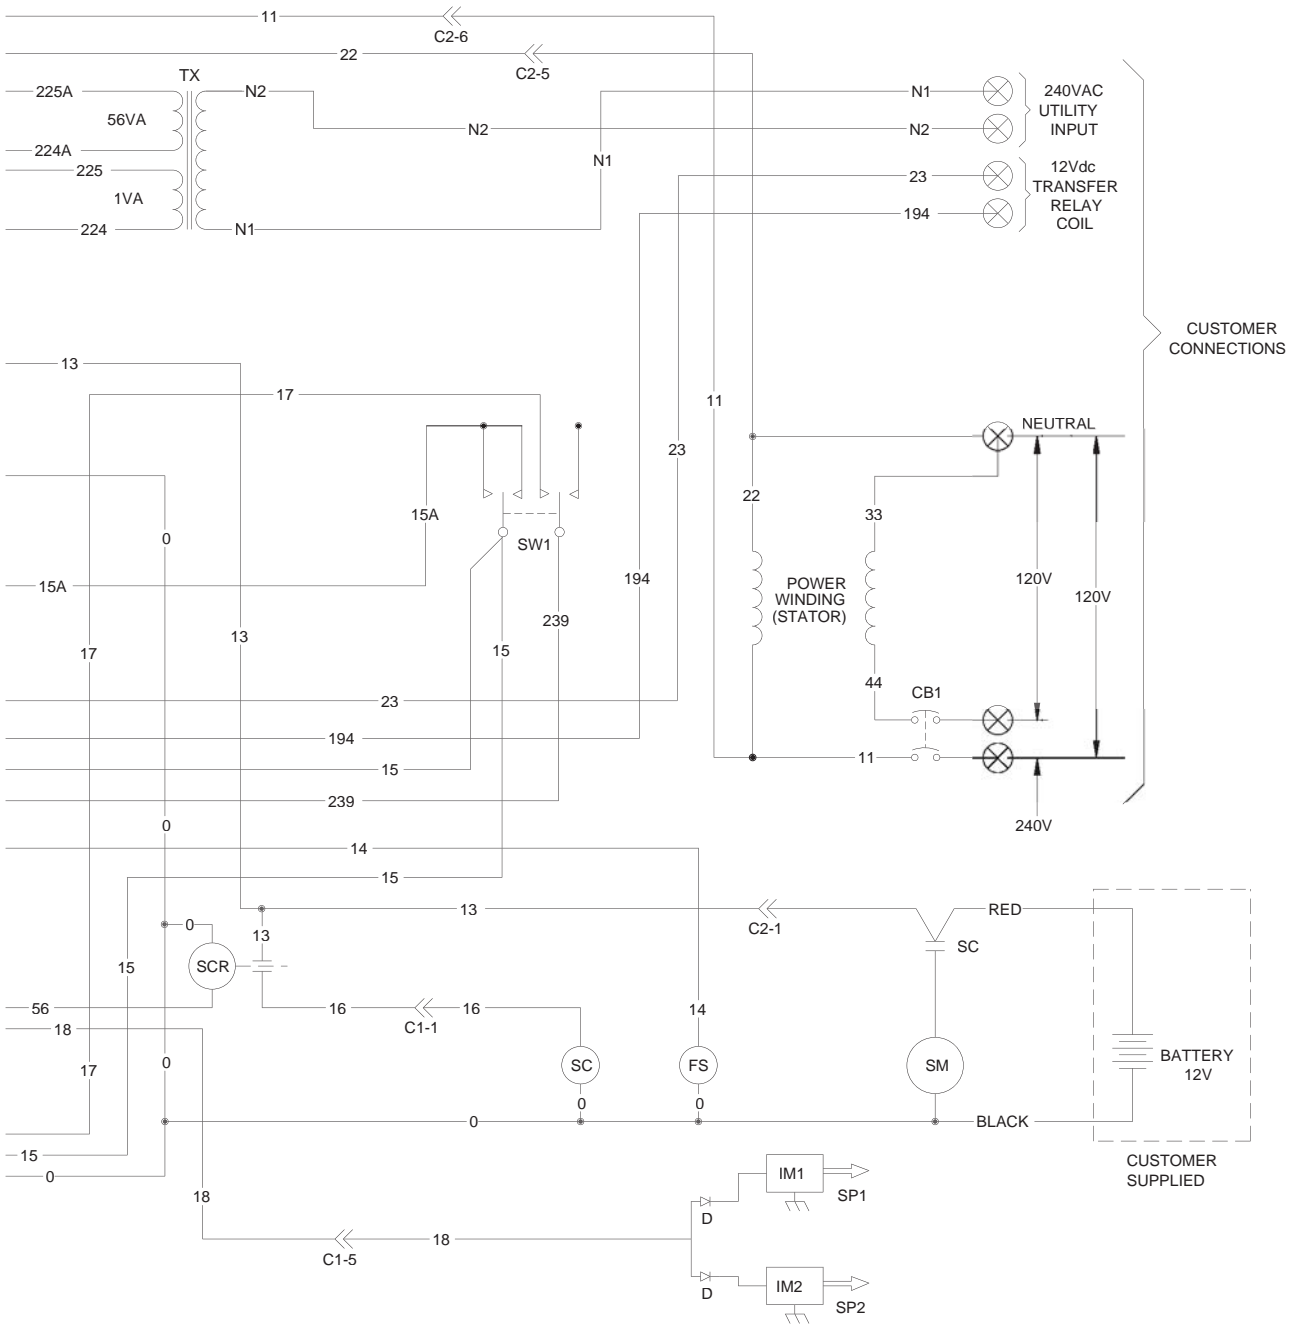 11
C2-6
22
C2-5
TX
225A
N2
56VA
224A
225
1VA
224
N1
N2
N1
N1
N2
23
194
240VAC
UTILITY
INPUT
12Vdc
TRANSFER
RELAY
COIL
CUSTOMER
CONNECTIONS
13
17
11
NEUTRAL
23
22
33
15A
0
SW1
15A
194
120V
120V
POWER
WINDING
(STATOR)
239
13
15
17
44
CB1
23
194
15
11
239
240V
0
14
15
13
C2-1
RED
SC
0
13
SCR
15
56
18
16
C1-1
16
14
SC
FS
SM
BATTERY
12V
17
0
0
0
0
BLACK
15
0
CUSTOMER
SUPPLIED
18
C1-5
18
D
IM1
SP1
D
IM2
SP2